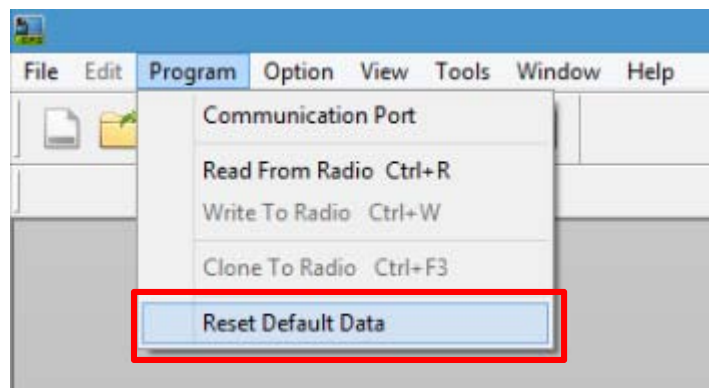 File Edit Program Option View Tools Window Help
Communication Port
Read From Radio Ctrl+R
Write To Radio Ctrl+W
Clone To Radio Ctrl+F3
Reset Default Data